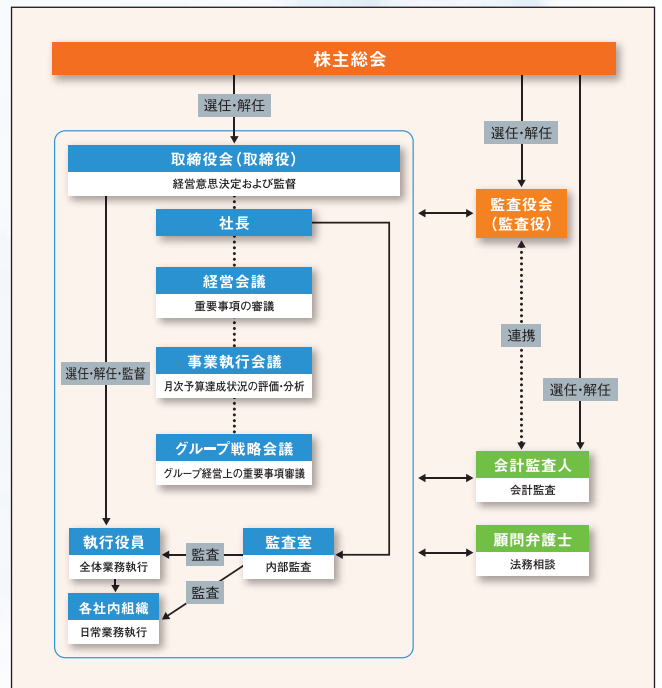 株主総会
選任・解任
選任・解任
取締役会(取締役)
経営意思決定および監督
監査役会
(監査役)
社長
経営会議
重要事項の審議
連携
事業執行会議
月次予算達成状況の評価・分析
選任・解任・監督
選任・解任
グループ戦略会議
グループ経営上の重要事項審議
会計監査人
会計監査
執行役員
全体業務執行
監査
監査室
内部監査
顧問弁護士
法務相談
監査
各社内組織
日常業務執行